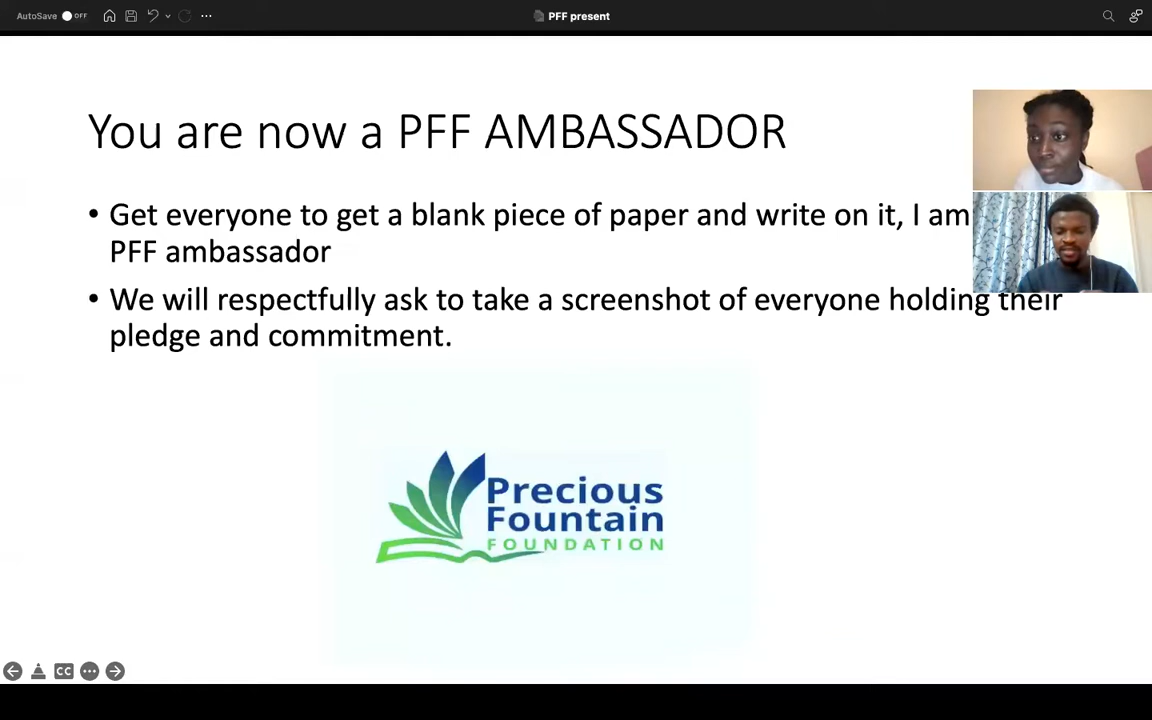 AutoSave OFF
PFF present
You are now a PFF AMBASSADOR
• Get everyone to get a blank piece of paper and write on it, I am
PFF ambassador
• We will respectfully ask to take a screenshot of everyone holding their
pledge and commitment.
Precious
Fountain
FOUNDATION
CC